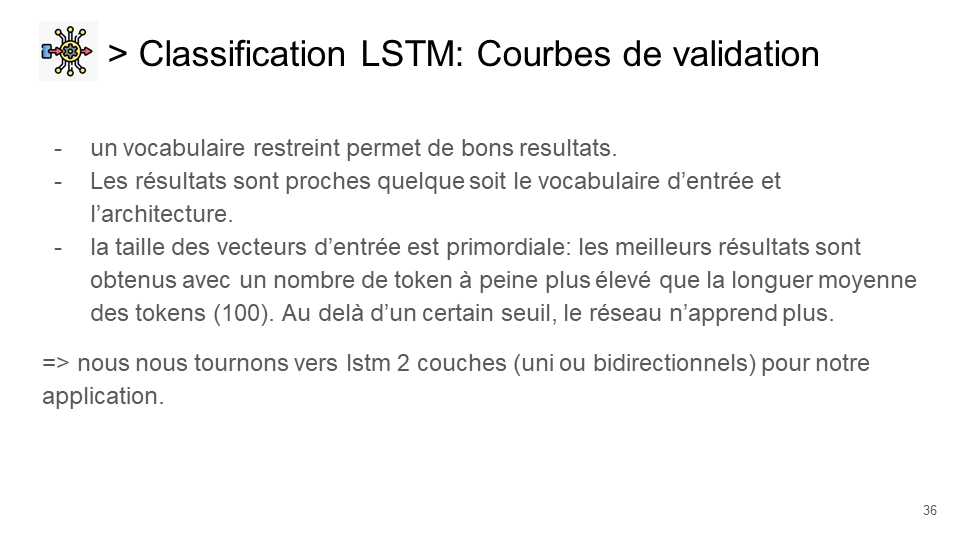 > Classification LSTM: Courbes de validation
- un vocabulaire restreint permet de bons resultats.
- Les résultats sont proches quelque soit le vocabulaire d’entrée et
l’architecture.
- la taille des vecteurs d’entrée est primordiale: les meilleurs résultats sont
obtenus avec un nombre de token à peine plus élevé que la longuer moyenne
des tokens (100). Au delà d’un certain seuil, le réseau n’apprend plus.
=> nous nous tournons vers lstm 2 couches (uni ou bidirectionnels) pour notre
application.
36